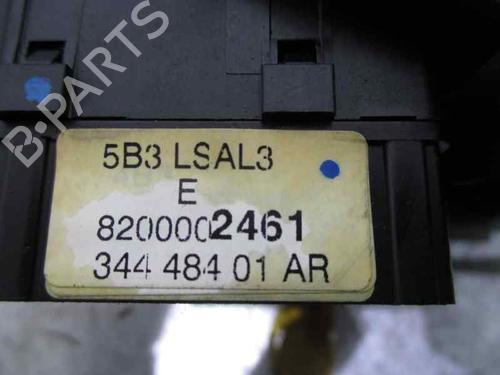 B-PARTS
5B3 LSAL3
E
8200002461
344 484 01 AR